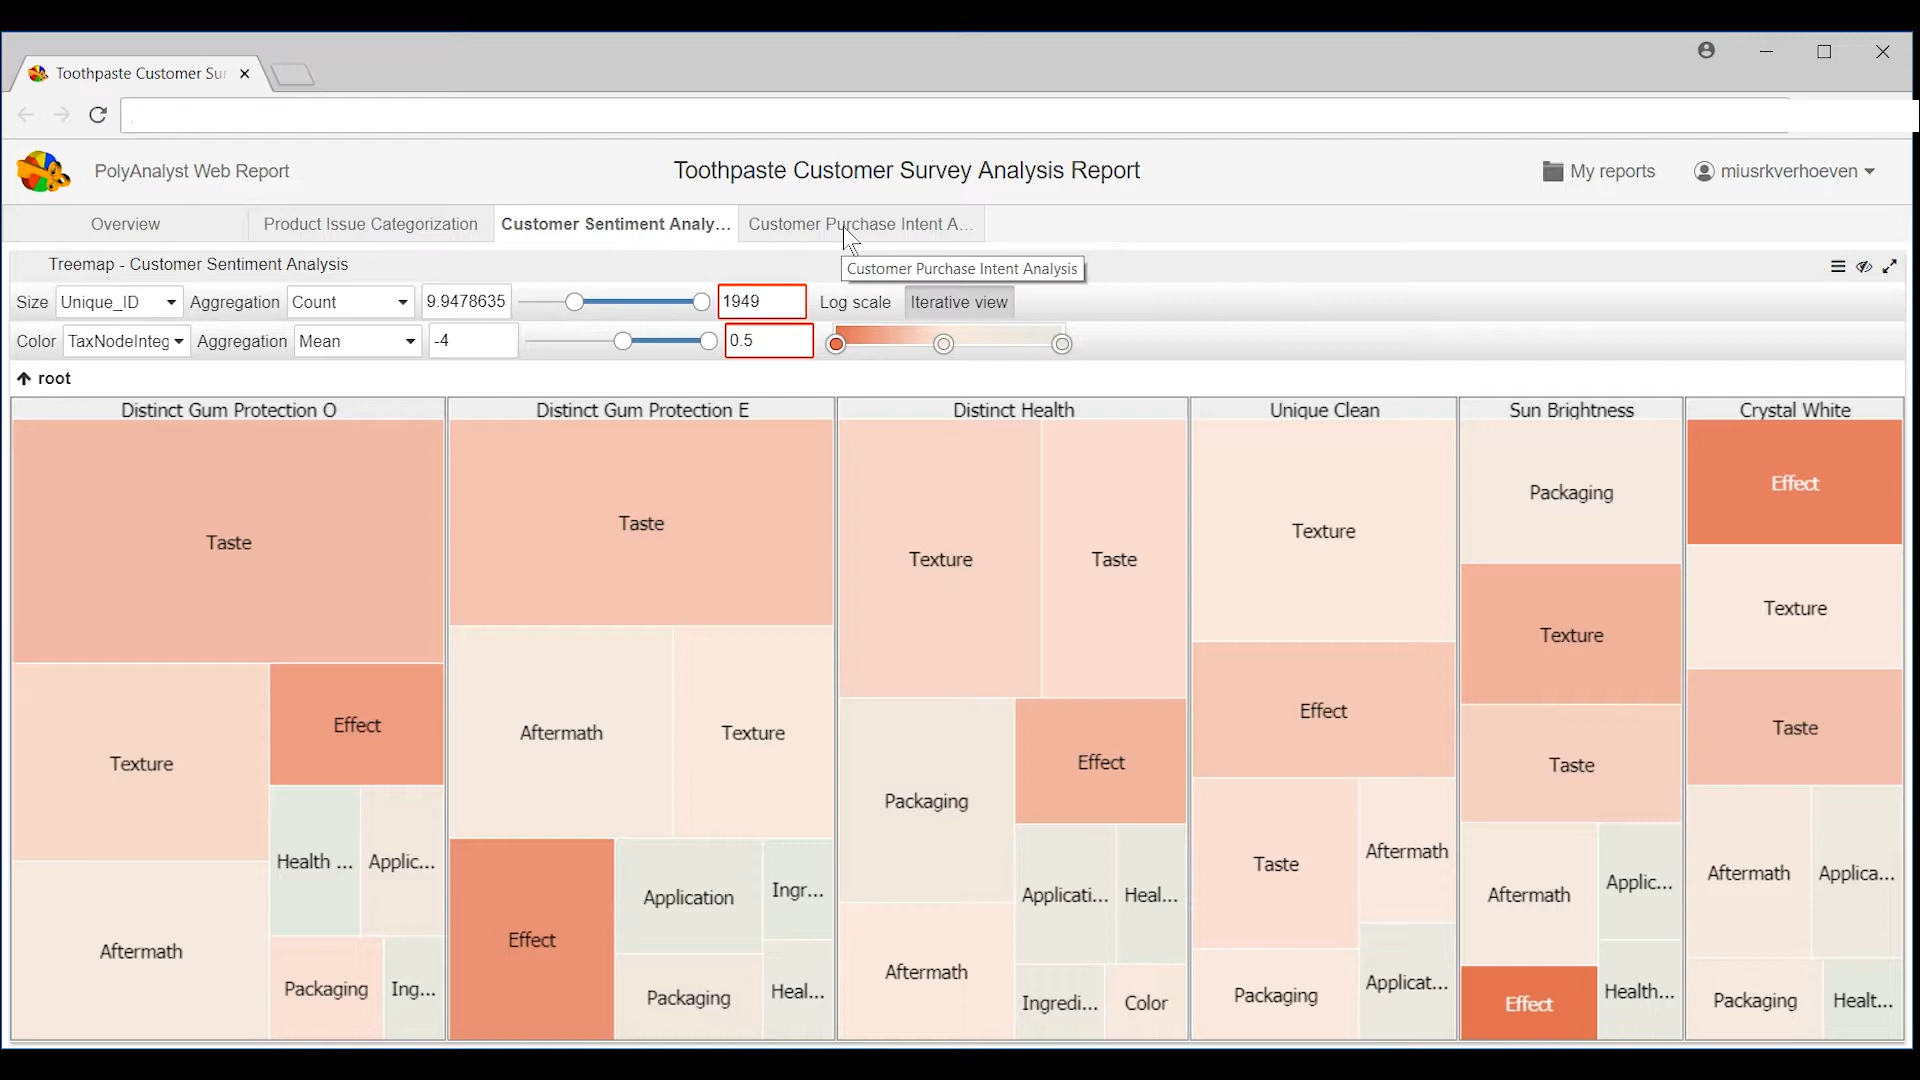 Toothpaste Customer Sur
PolyAnalyst Web Report
Toothpaste Customer Survey Analysis Report
My reports
miusrkverhoeven
Overview
Product Issue Categorization
Customer Sentiment Analy...
Customer Purchase Intent A...
Treemap - Customer Sentiment Analysis
Customer Purchase Intent Analysis
Size Unique_ID Aggregation Count 9.9478635 1949 Log scale Iterative view
Color TaxNodeInteg Aggregation Mean -4 0.5
root
Distinct Gum Protection O
Taste
Texture
Effect
Health ...
Applic...
Aftermath
Packaging
Ing...
Distinct Gum Protection E
Taste
Aftermath
Texture
Effect
Application
Ingr...
Packaging
Heal...
Distinct Health
Texture
Taste
Packaging
Effect
Applicati...
Heal...
Aftermath
Ingredi...
Color
Unique Clean
Texture
Effect
Taste
Aftermath
Packaging
Applicat...
Sun Brightness
Packaging
Texture
Taste
Aftermath
Applic...
Effect
Health...
Crystal White
Effect
Texture
Taste
Aftermath
Applica...
Packaging
Healt...